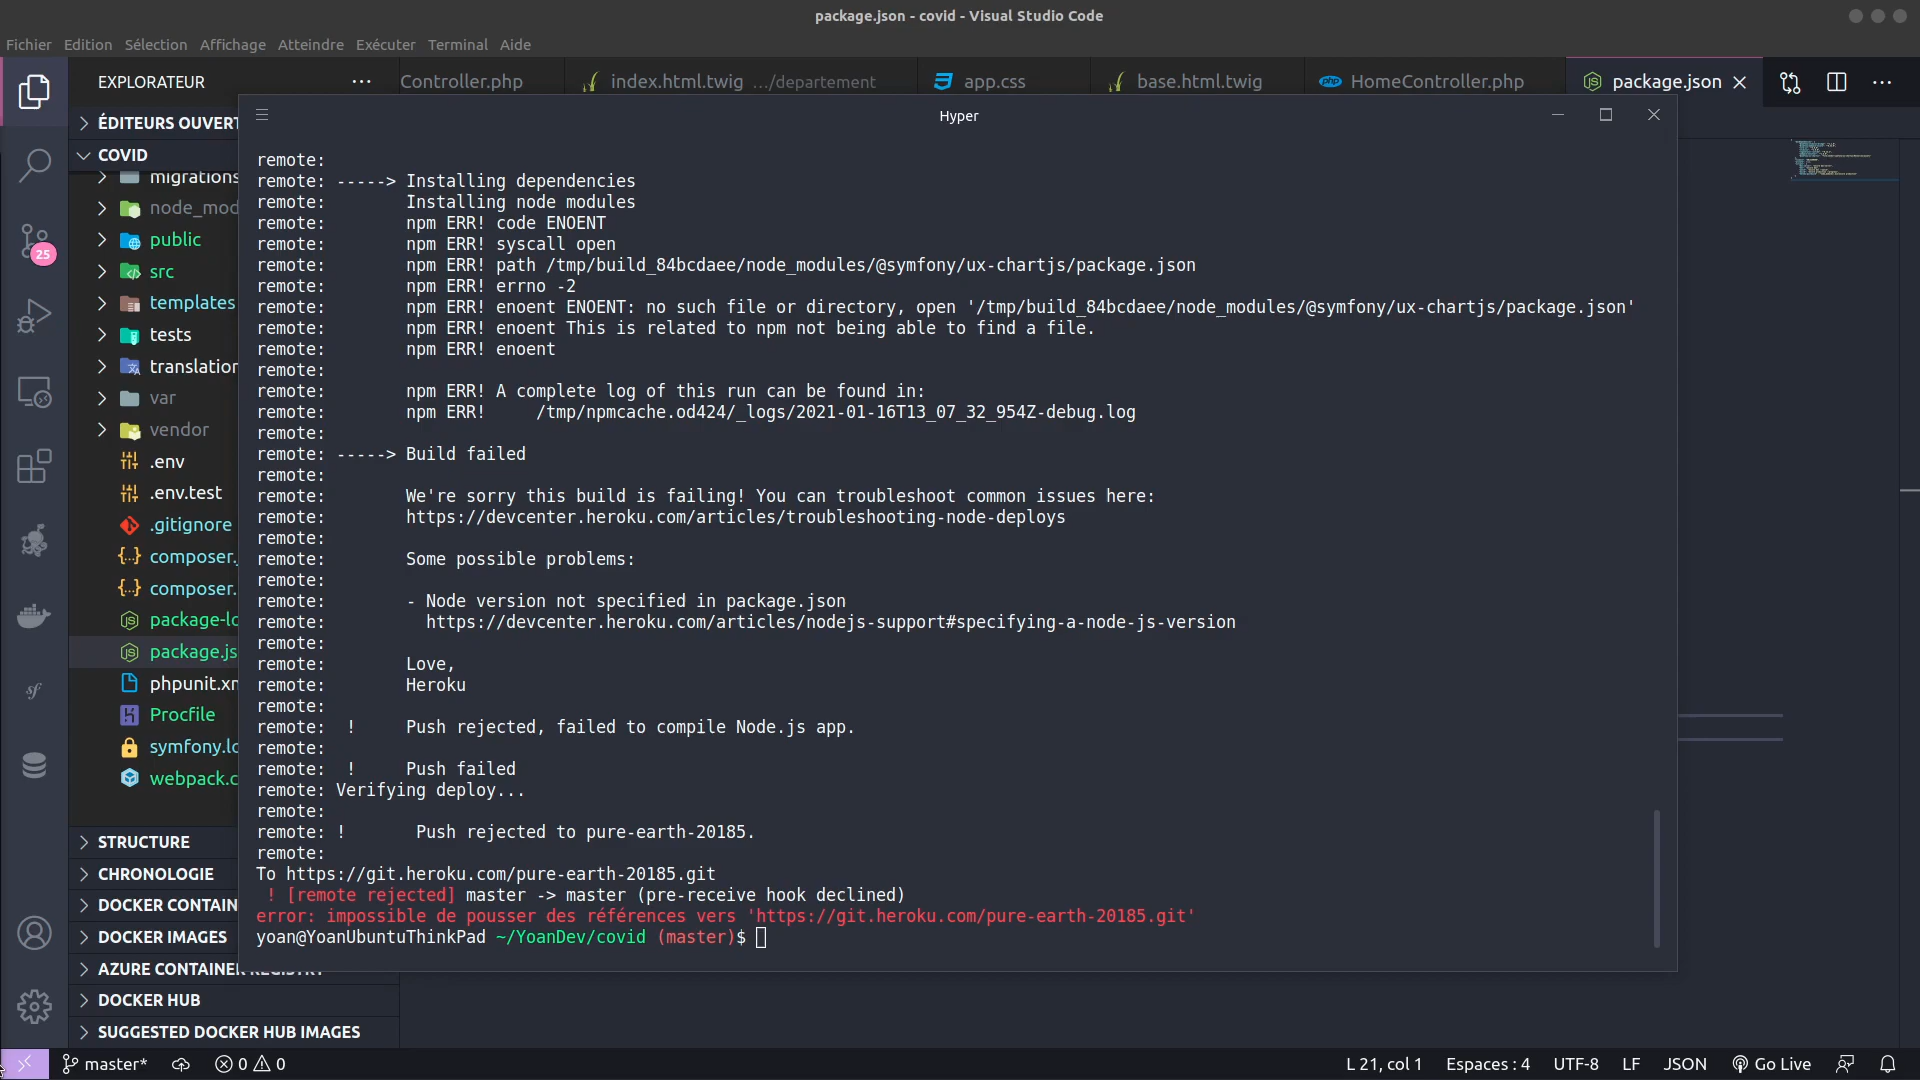 package.json - covid - Visual Studio Code
Fichier Edition Sélection Affichage Atteindre Exécuter Terminal Aide
EXPLORATEUR ···
Controller.php
index.html.twig .../departement
app.css
base.html.twig
HomeController.php
package.json
ÉDITEURS OUVERT
COVID
migrations
node_mod
public
src
templates
tests
translation
var
vendor
.env
.env.test
.gitignore
composer.
composer.
package-lo
package.js
phpunit.xm
Procfile
symfony.lo
webpack.c
STRUCTURE
CHRONOLOGIE
DOCKER CONTAIN
DOCKER IMAGES
AZURE CONTAINER REGISTRY
DOCKER HUB
SUGGESTED DOCKER HUB IMAGES
25
Hyper
remote:
remote: -----> Installing dependencies
remote:        Installing node modules
remote:        npm ERR! code ENOENT
remote:        npm ERR! syscall open
remote:        npm ERR! path /tmp/build_84bcdaee/node_modules/@symfony/ux-chartjs/package.json
remote:        npm ERR! errno -2
remote:        npm ERR! enoent ENOENT: no such file or directory, open '/tmp/build_84bcdaee/node_modules/@symfony/ux-chartjs/package.json'
remote:        npm ERR! enoent This is related to npm not being able to find a file.
remote:        npm ERR! enoent
remote:
remote:        npm ERR! A complete log of this run can be found in:
remote:        npm ERR!     /tmp/npmcache.od424/_logs/2021-01-16T13_07_32_954Z-debug.log
remote:
remote: -----> Build failed
remote:
remote:        We're sorry this build is failing! You can troubleshoot common issues here:
remote:        https://devcenter.heroku.com/articles/troubleshooting-node-deploys
remote:
remote:        Some possible problems:
remote:
remote:        - Node version not specified in package.json
remote:          https://devcenter.heroku.com/articles/nodejs-support#specifying-a-node-js-version
remote:
remote:        Love,
remote:        Heroku
remote:
remote:  !     Push rejected, failed to compile Node.js app.
remote:
remote:  !     Push failed
remote: Verifying deploy...
remote:
remote: !       Push rejected to pure-earth-20185.
remote:
To https://git.heroku.com/pure-earth-20185.git
 ! [remote rejected] master -> master (pre-receive hook declined)
error: impossible de pousser des références vers 'https://git.heroku.com/pure-earth-20185.git'
yoan@YoanUbuntuThinkPad ~/YoanDev/covid (master)$
master* 0 0 L 21, col 1 Espaces : 4 UTF-8 LF JSON Go Live